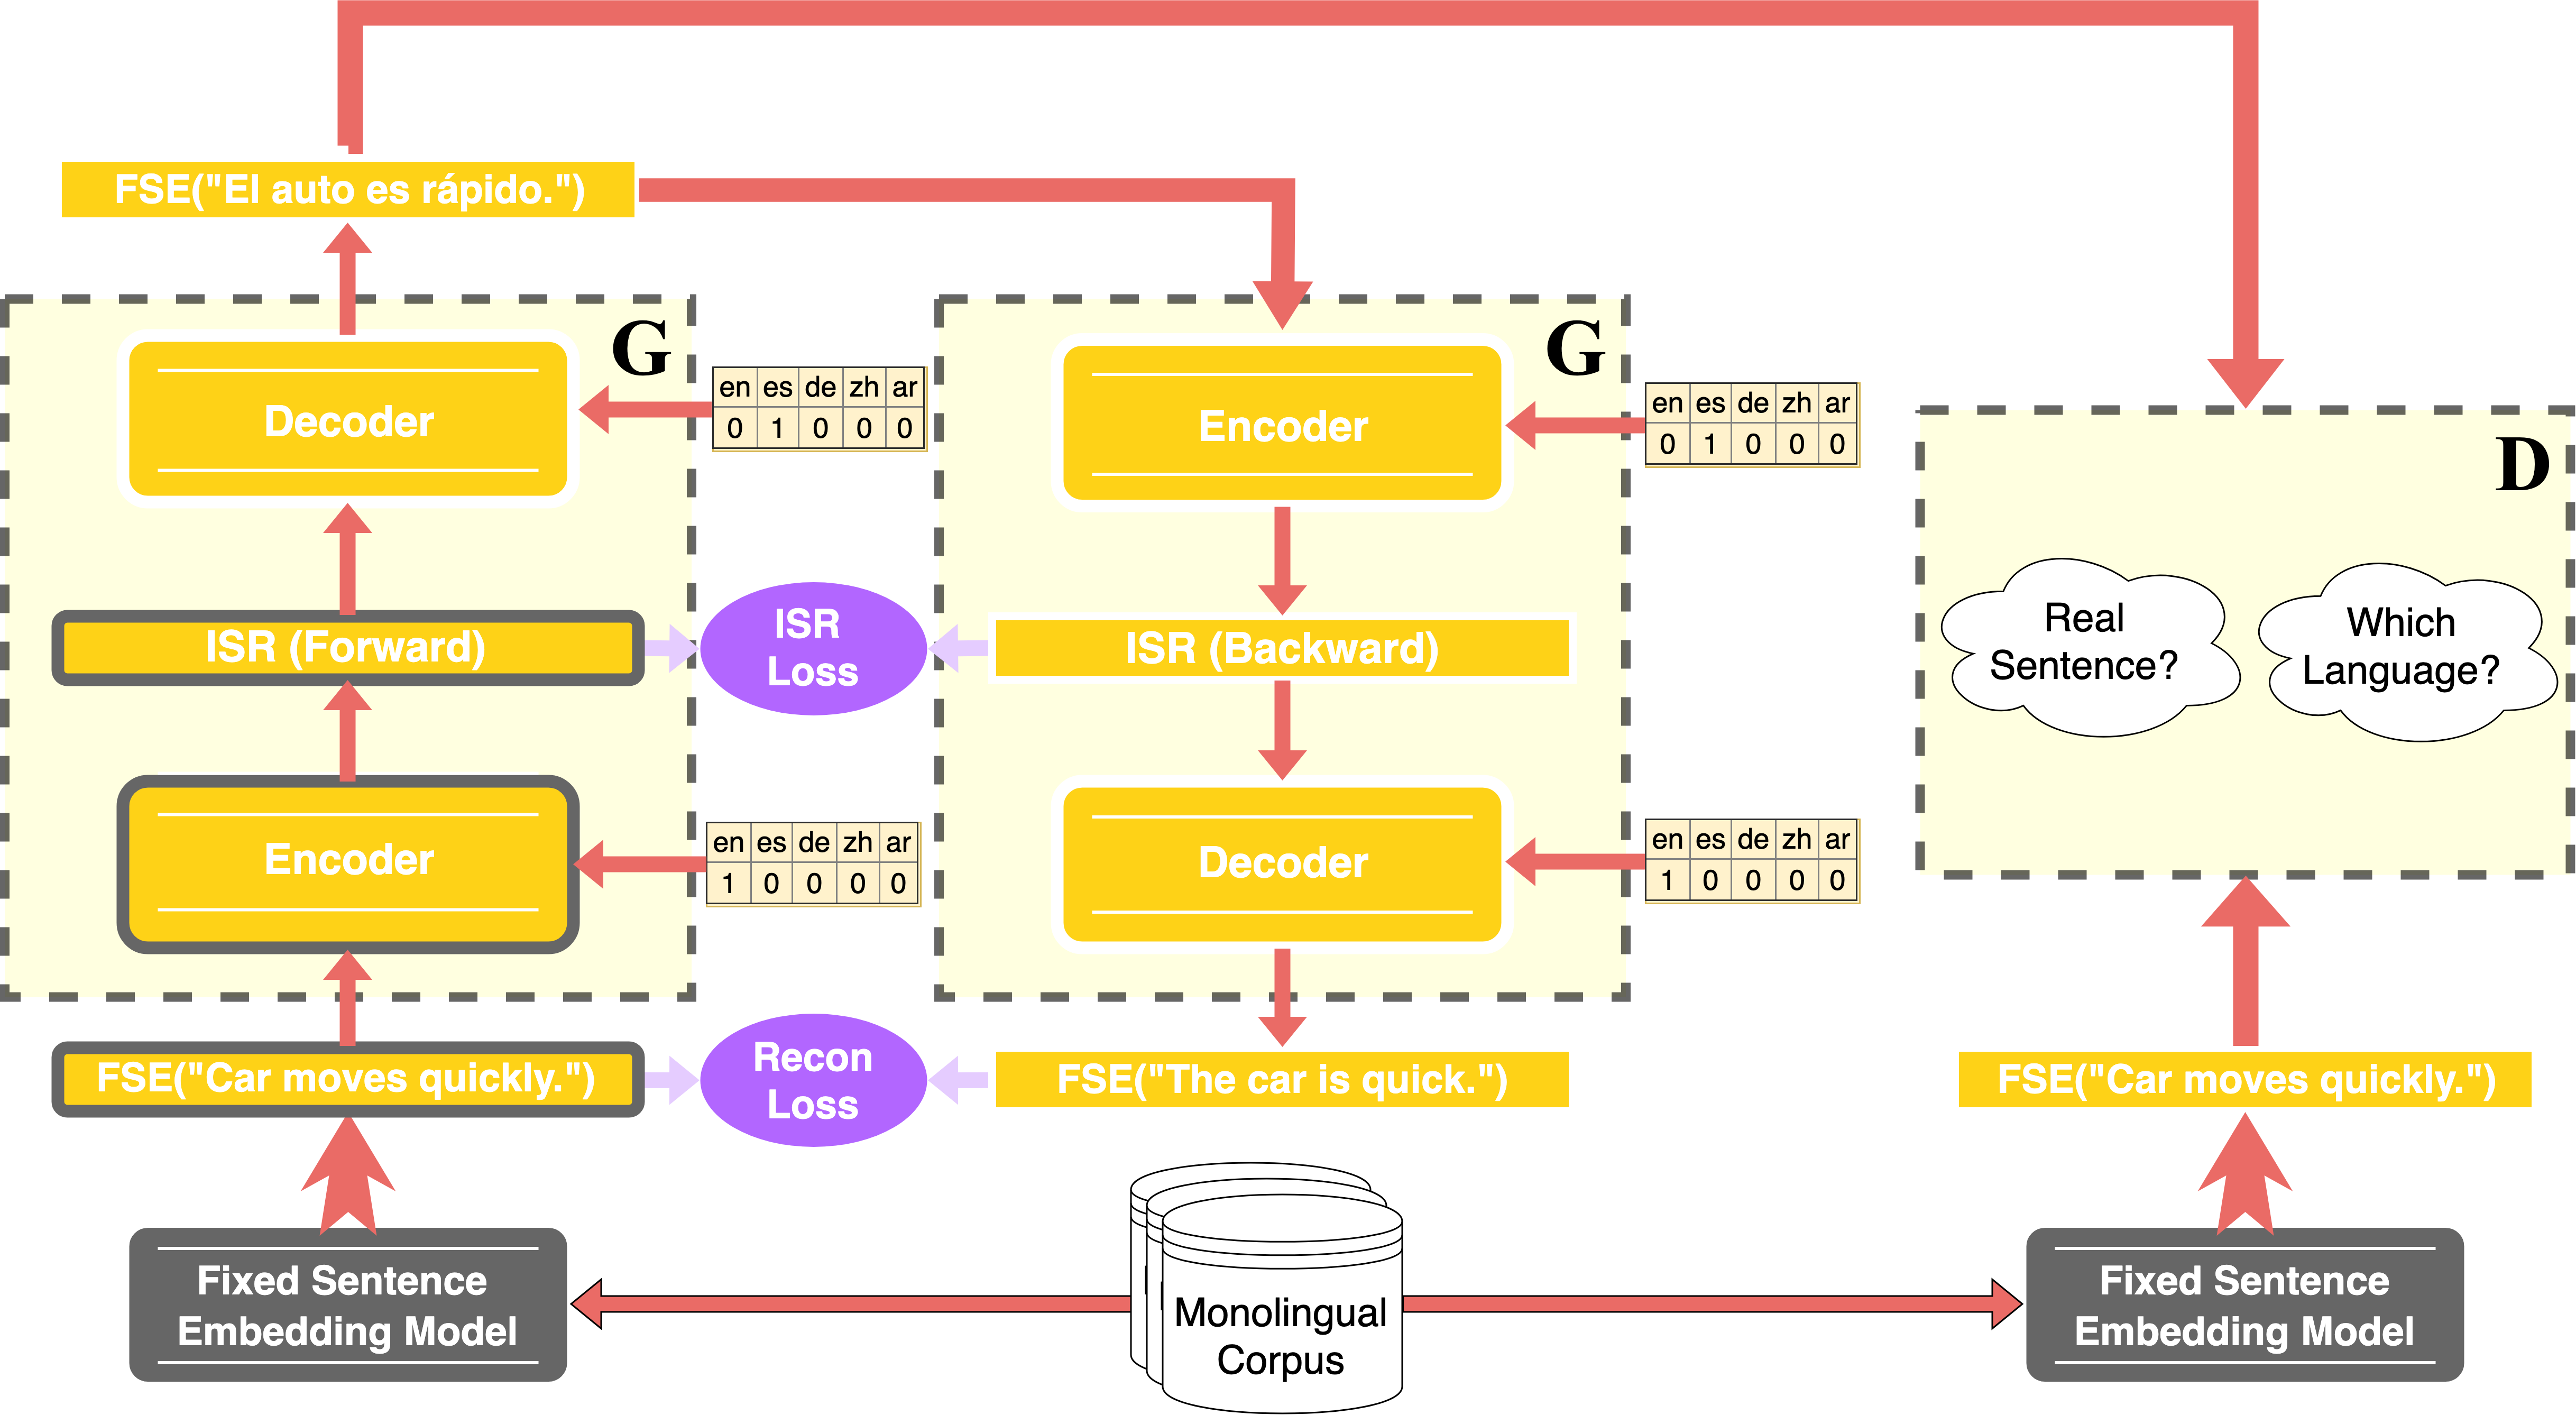 FSE("El auto es rápido.")
G
Decoder
en es de zh ar
0 1 0 0 0
ISR (Forward)
Encoder
en es de zh ar
1 0 0 0 0
FSE("Car moves quickly.")
Fixed Sentence
Embedding Model
ISR
Loss
Recon
Loss
G
Encoder
en es de zh ar
0 1 0 0 0
ISR (Backward)
Decoder
en es de zh ar
1 0 0 0 0
FSE("The car is quick.")
Monolingual
Corpus
D
Real
Sentence?
Which
Language?
FSE("Car moves quickly.")
Fixed Sentence
Embedding Model